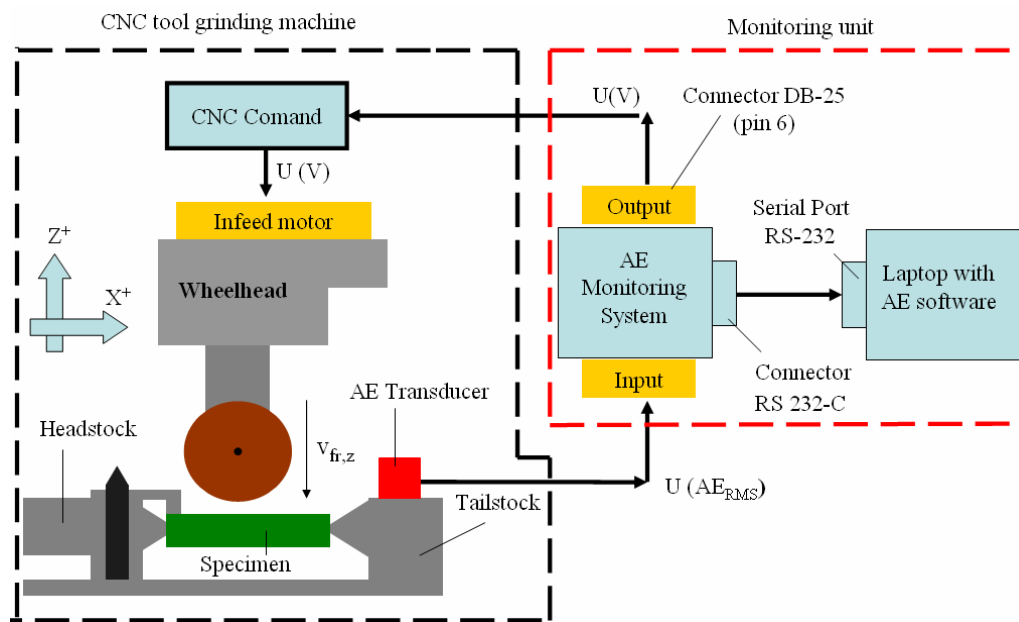 CNC tool grinding machine
Monitoring unit
CNC Comand
U(V)
Connector DB-25
(pin 6)
U (V)
Infeed motor
Output
Serial Port
RS-232
Z+
X+
Wheelhead
AE
Monitoring
System
Laptop with
AE software
Input
Connector
RS 232-C
AE Transducer
Headstock
vfr,z
U (AERMS)
Tailstock
Specimen